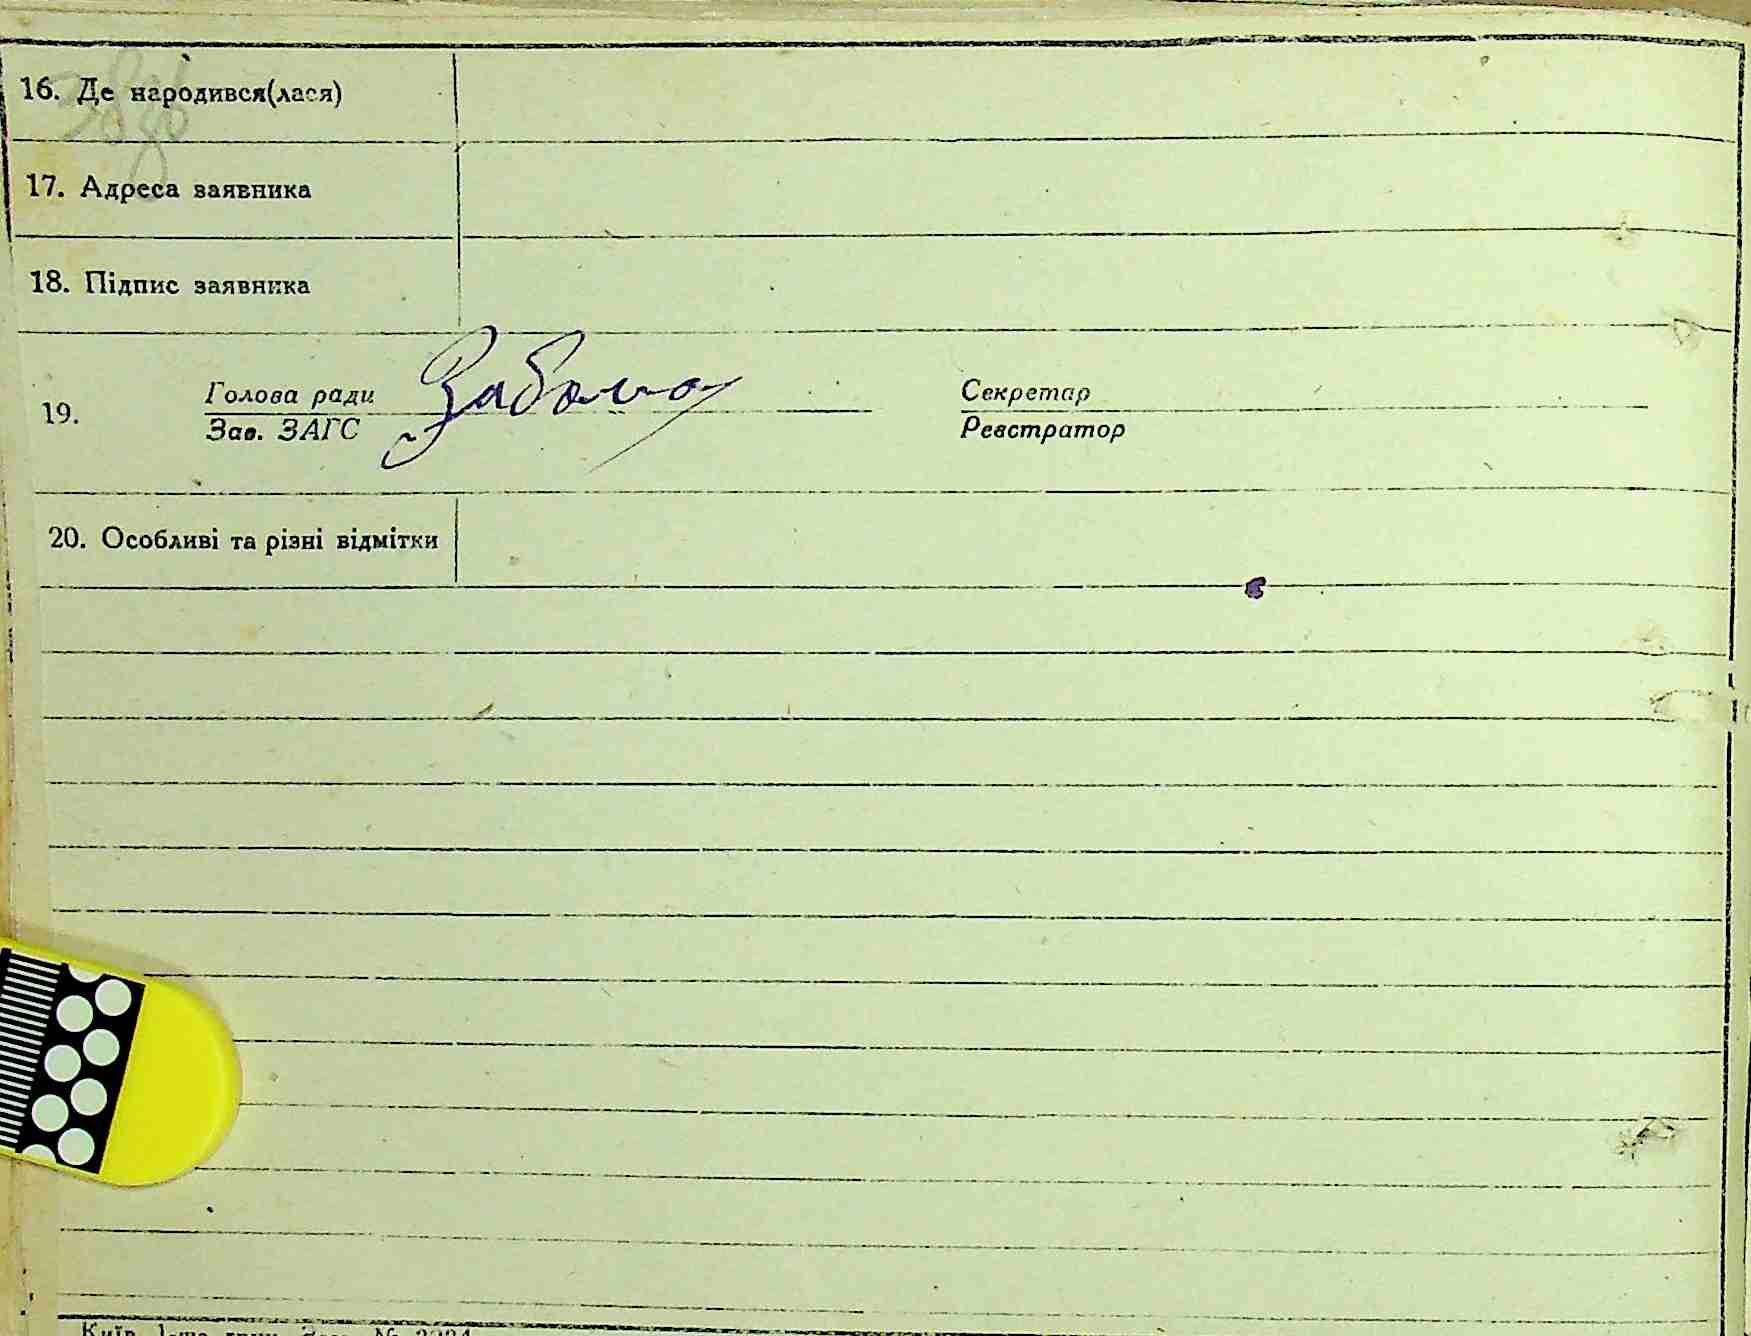 16. Де народився(лася)
17. Адреса заявника
18. Підпис заявника
19. Голова ради Секретар
Зав. ЗАГС Реєстратор
20. Особливі та різні відмітки